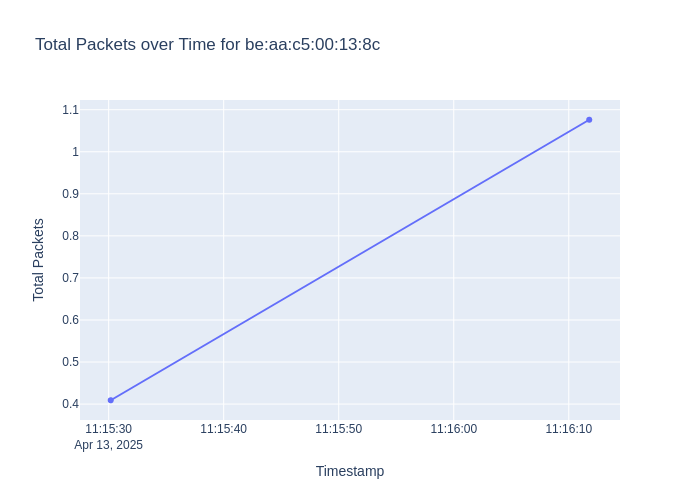 Total Packets over Time for be:aa:c5:00:13:8c
1.1
1
0.9
0.8
0.7
0.6
0.5
0.4
Total Packets
11:15:30 11:15:40 11:15:50 11:16:00 11:16:10
Apr 13, 2025
Timestamp